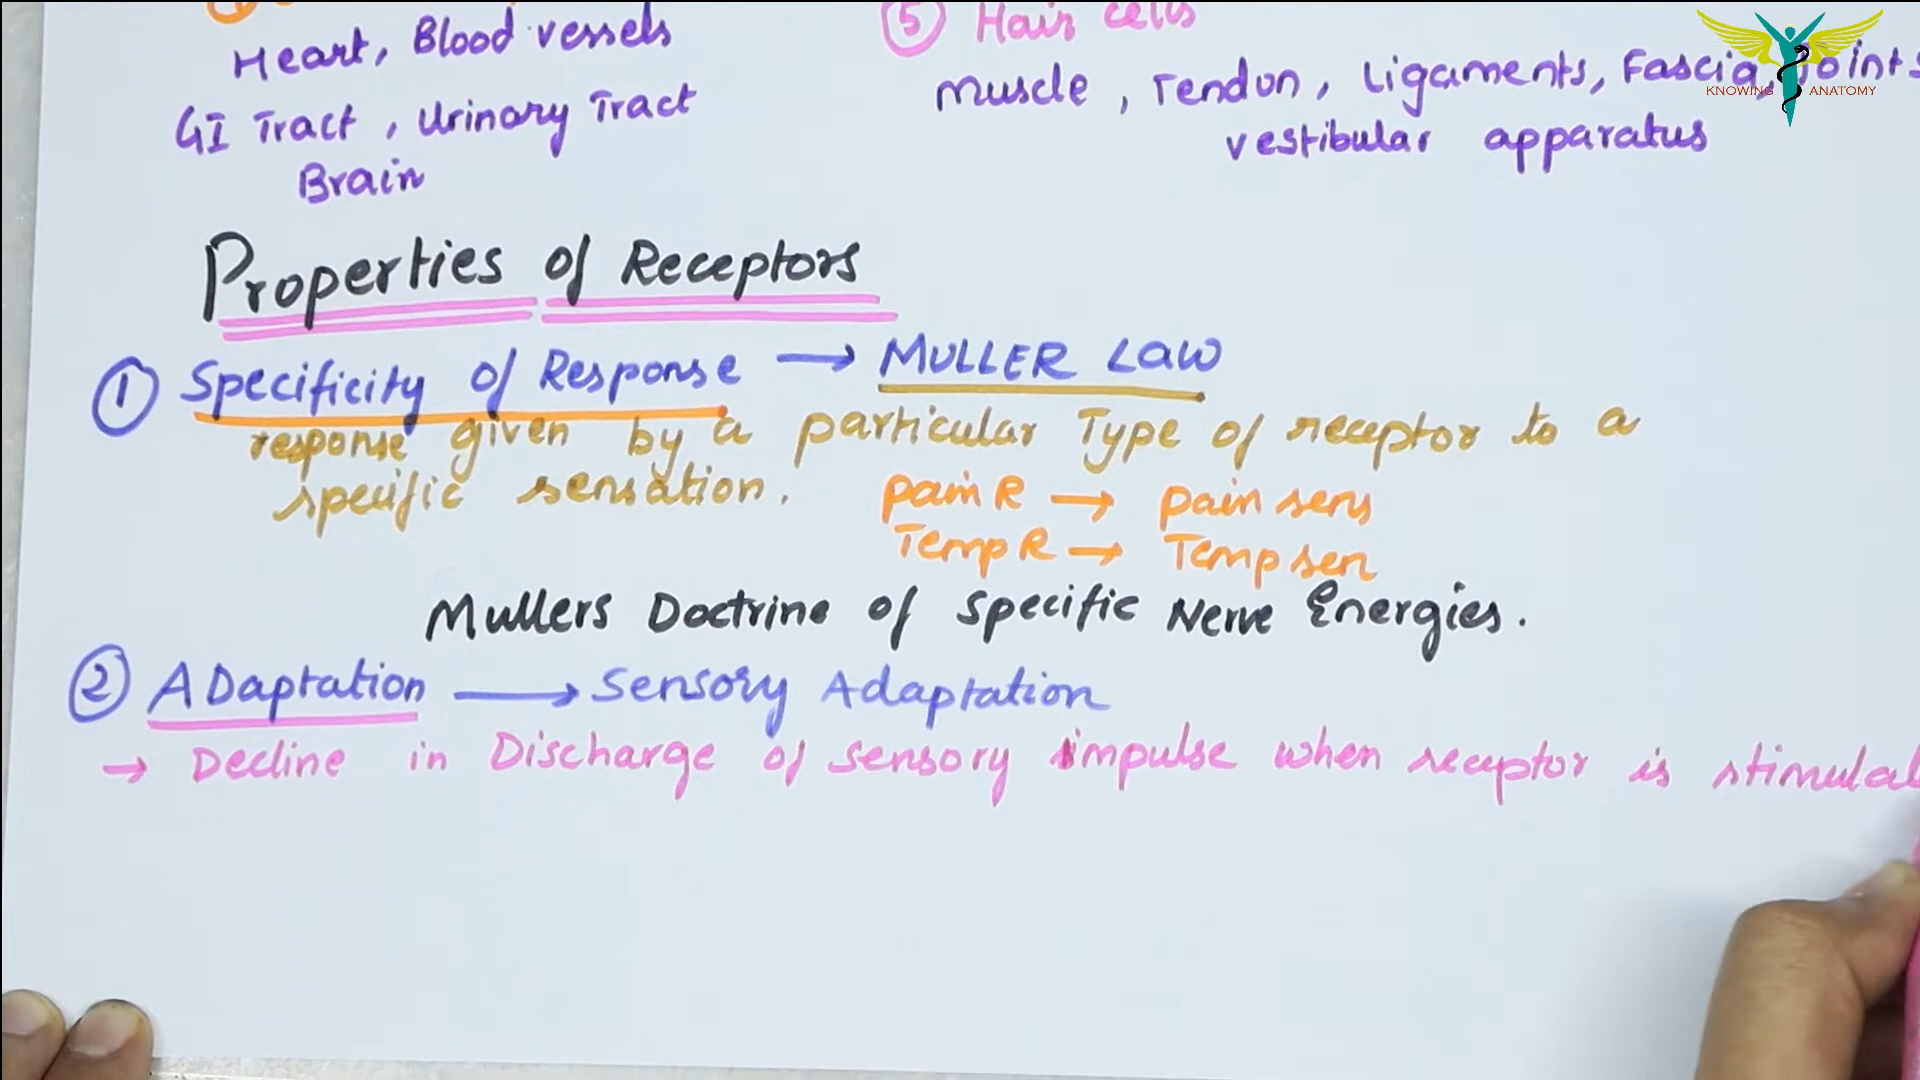 Heart, Blood vessels
GI Tract, Urinary Tract
Brain
5 Hair cells
Muscle, Tendon, Ligaments, Fascia, Joints
vestibular apparatus
KNOWING ANATOMY
Properties of Receptors
1 Specificity of Response → MULLER LAW
response given by a particular Type of receptor to a
specific sensation.
Pain R → Pain sens
Temp R → Temp sen
Mullers Doctrine of Specific Nerve Energies.
2 ADaptation → Sensory Adaptation
→ Decline in Discharge of sensory impulse when receptor is